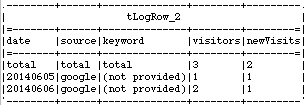 tLogRow_2
date |source|keyword |visitors|newVisits
total |total |total |3 |2
20140605|google|(not provided)|1 |1
20140606|google|(not provided)|2 |1